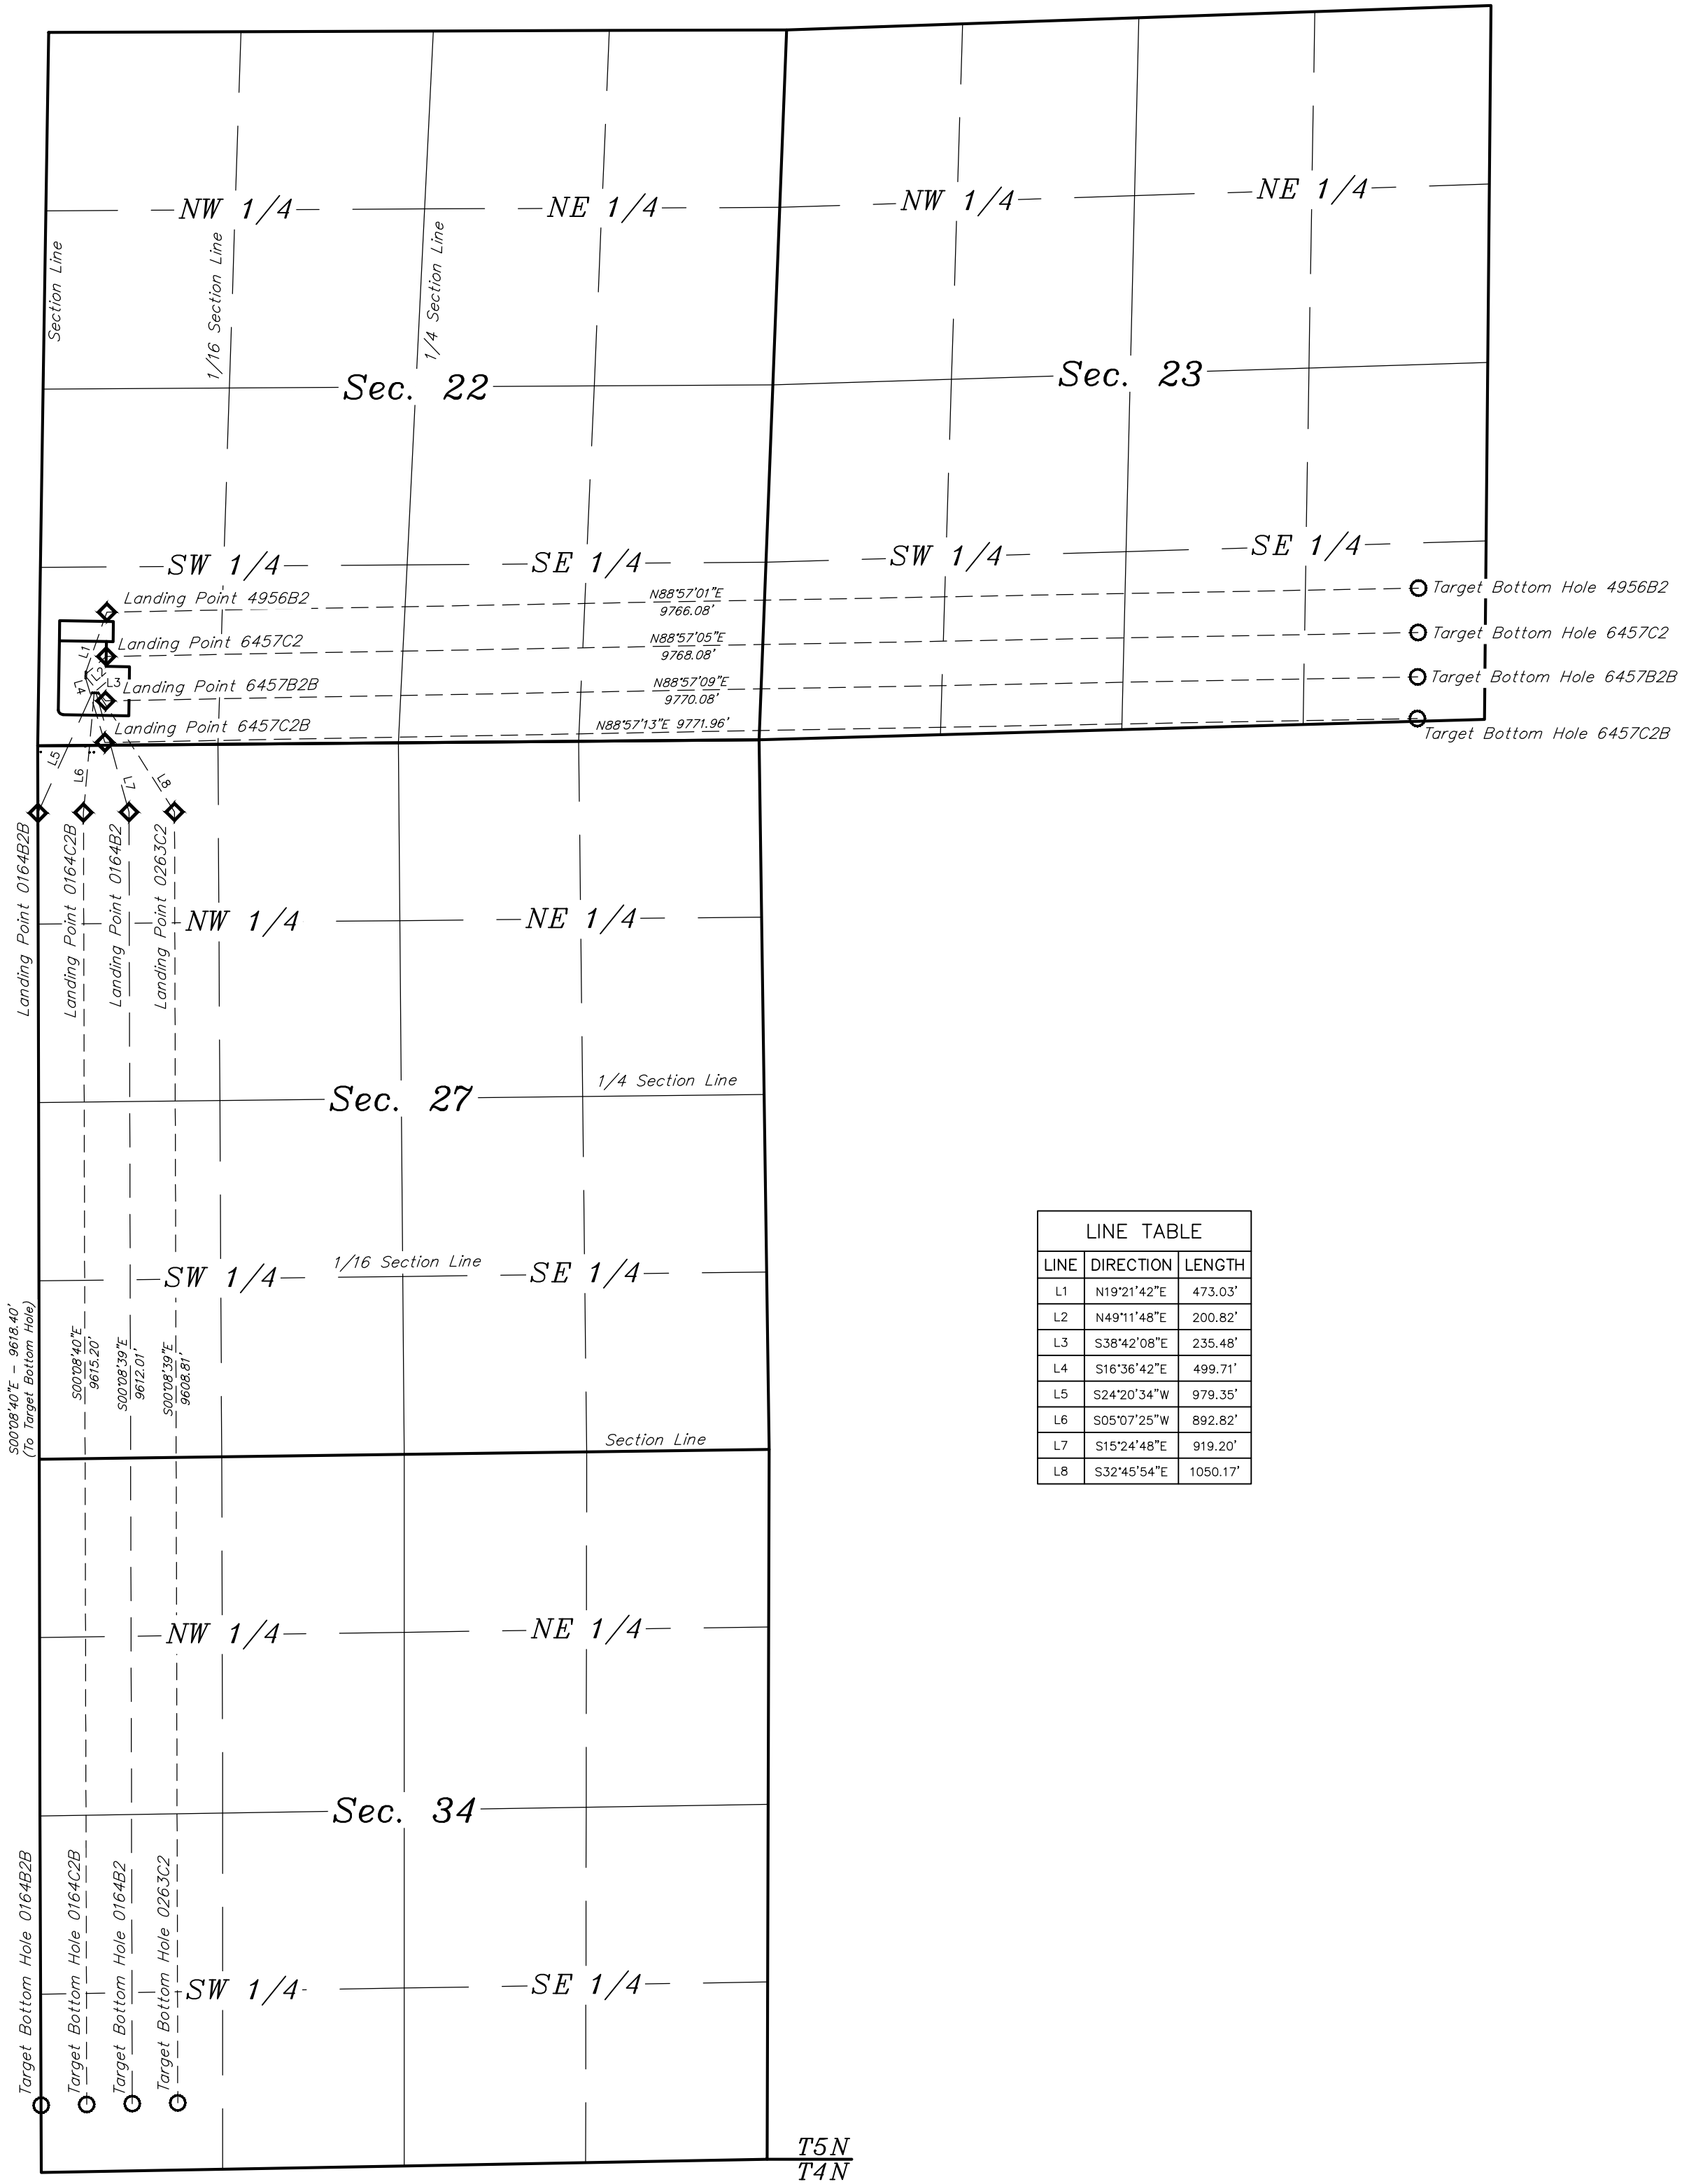 NW 1/4
NE 1/4
NW 1/4
NE 1/4
Section Line
1/16 Section Line
1/4 Section Line
Sec. 22
Sec. 23
SW 1/4
SE 1/4
SW 1/4
SE 1/4
Landing Point 4956B2
N88°57'01"E
9766.08'
Target Bottom Hole 4956B2
Landing Point 6457C2
N88°57'05"E
9768.08'
Target Bottom Hole 6457C2
Landing Point 6457B2B
N88°57'09"E
9770.08'
Target Bottom Hole 6457B2B
Landing Point 6457C2B
N88°57'13"E 9771.96'
Target Bottom Hole 6457C2B
L1
L2
L3
L4
L5
L6
L7
L8
Landing Point 0164B2B
Landing Point 0164C2B
Landing Point 0164B2
Landing Point 0263C2
NW 1/4
NE 1/4
1/4 Section Line
Sec. 27
1/16 Section Line
SW 1/4
SE 1/4
S00°08'40"E - 9618.40'
(To Target Bottom Hole)
S00°08'40"E
9615.20'
S00°08'39"E
9612.01'
S00°08'39"E
9608.81'
Section Line
LINE TABLE
LINE DIRECTION LENGTH
L1 N19°21'42"E 473.03'
L2 N49°11'48"E 200.82'
L3 S38°42'08"E 235.48'
L4 S16°36'42"E 499.71'
L5 S24°20'34"W 979.35'
L6 S05°07'25"W 892.82'
L7 S15°24'48"E 919.20'
L8 S32°45'54"E 1050.17'
NW 1/4
NE 1/4
Sec. 34
Target Bottom Hole 0164B2B
Target Bottom Hole 0164C2B
Target Bottom Hole 0164B2
Target Bottom Hole 0263C2
SW 1/4
SE 1/4
T5N
T4N